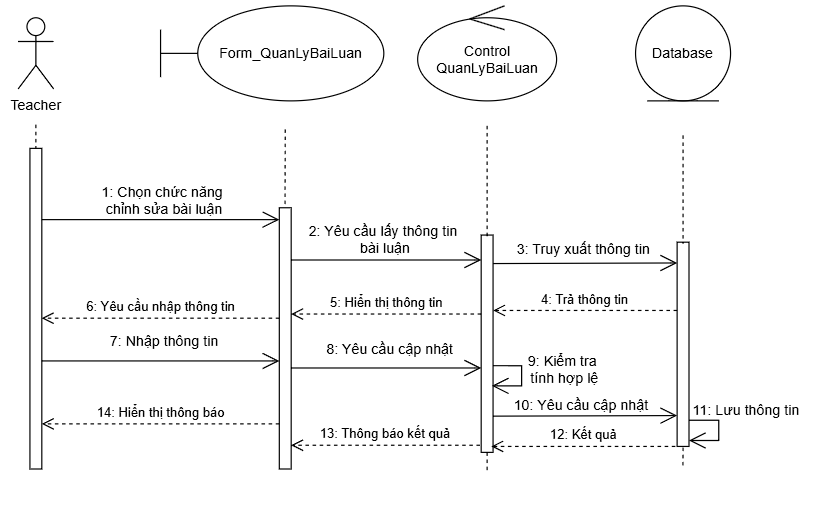 Teacher
Form_QuanLyBaiLuan
Control
QuanLyBaiLuan
Database
1: Chọn chức năng
chỉnh sửa bài luận
2: Yêu cầu lấy thông tin
bài luận
3: Truy xuất thông tin
4: Trả thông tin
5: Hiển thị thông tin
6: Yêu cầu nhập thông tin
7: Nhập thông tin
8: Yêu cầu cập nhật
9: Kiểm tra
tính hợp lệ
10: Yêu cầu cập nhật
11: Lưu thông tin
12: Kết quả
13: Thông báo kết quả
14: Hiển thị thông báo